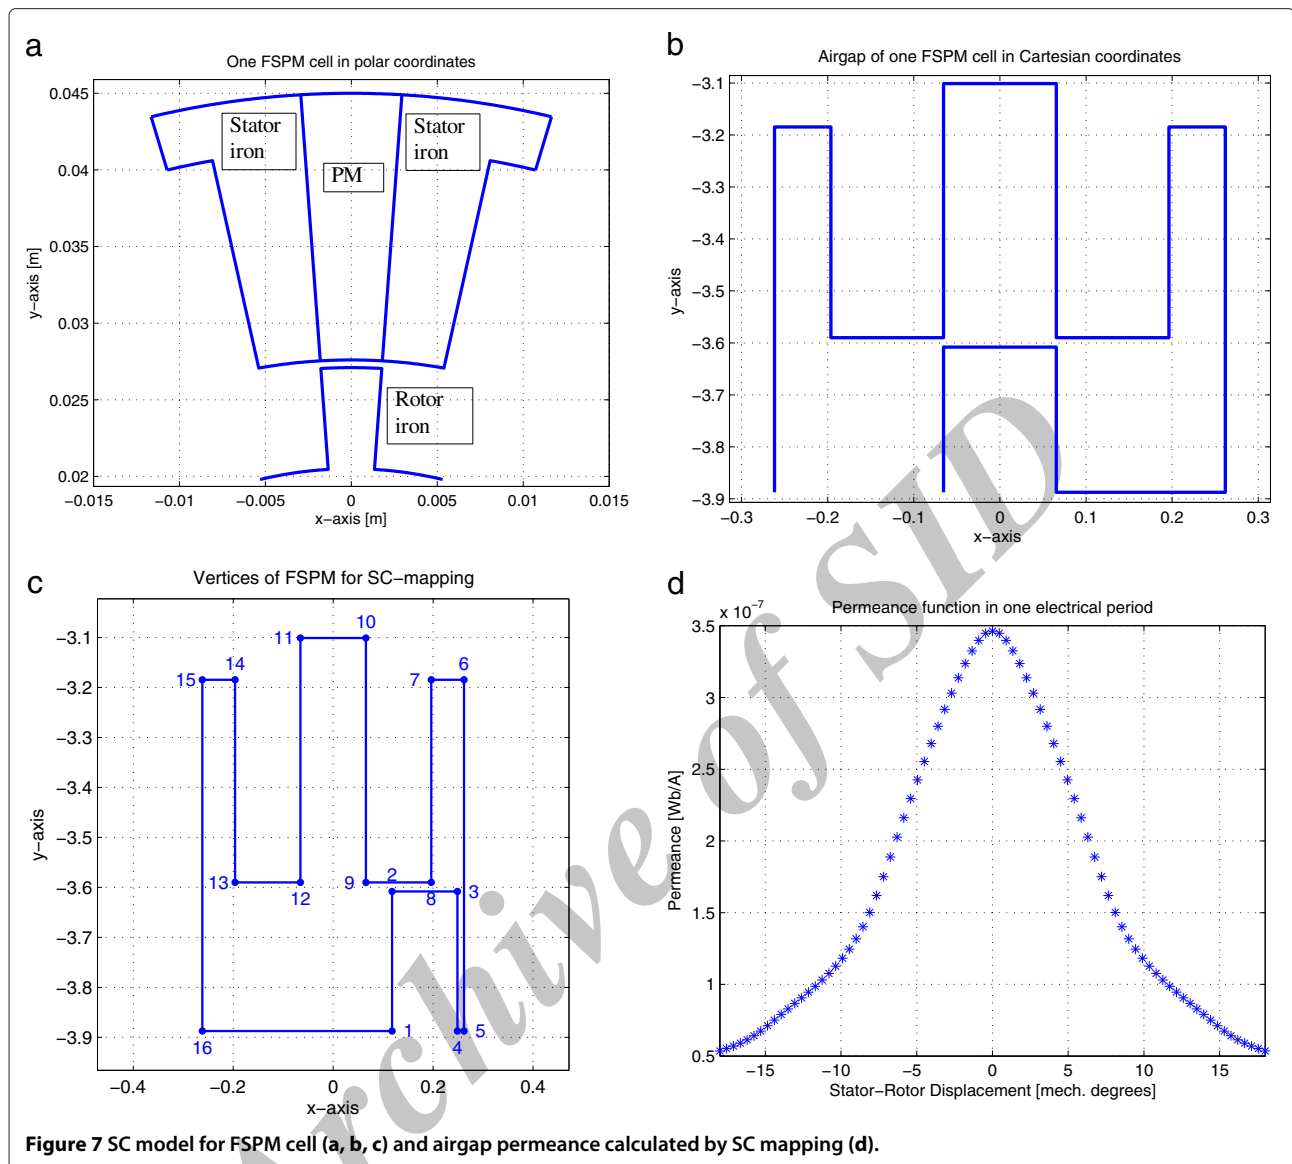 a
One FSPM cell in polar coordinates
0.045
0.04
0.035
0.03
0.025
0.02
y-axis [m]
Stator
iron
Stator
iron
PM
Rotor
iron
−0.015 −0.01 −0.005 0 0.005 0.01 0.015
x-axis [m]
b
Airgap of one FSPM cell in Cartesian coordinates
−3.1
−3.2
−3.3
−3.4
−3.5
−3.6
−3.7
−3.8
−3.9
y-axis
−0.3 −0.2 −0.1 0 0.1 0.2 0.3
x-axis
c
Vertices of FSPM for SC-mapping
−3.1
−3.2
−3.3
−3.4
−3.5
−3.6
−3.7
−3.8
−3.9
y-axis
11 10
15 14 7 6
13 12 9 2 8 3
16 1 4 5
−0.4 −0.2 0 0.2 0.4
x-axis
d
Permeance function in one electrical period
x 10⁻⁷
3.5
3
2.5
2
1.5
1
0.5
Permeance [Wb/A]
−15 −10 −5 0 5 10 15
Stator−Rotor Displacement [mech. degrees]
Figure 7 SC model for FSPM cell (a, b, c) and airgap permeance calculated by SC mapping (d).
Archive of SID